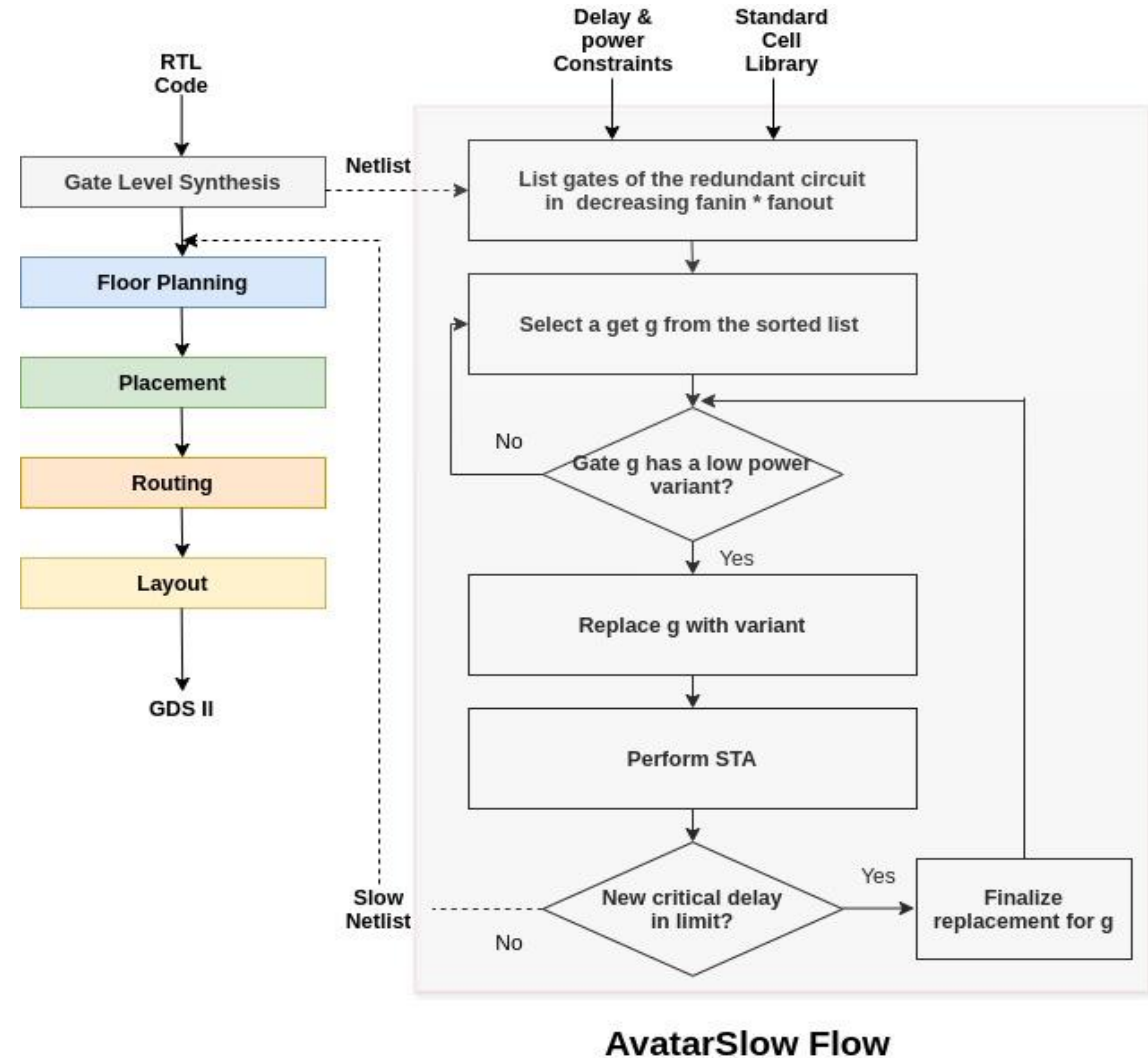 RTL
Code
Gate Level Synthesis
Floor Planning
Placement
Routing
Layout
GDS II
Netlist
Slow
Netlist
Delay &
power
Constraints
Standard
Cell
Library
List gates of the redundant circuit
in decreasing fanin * fanout
Select a get g from the sorted list
No
Gate g has a low power
variant?
Yes
Replace g with variant
Perform STA
New critical delay
in limit?
No
Yes
Finalize
replacement for g
AvatarSlow Flow